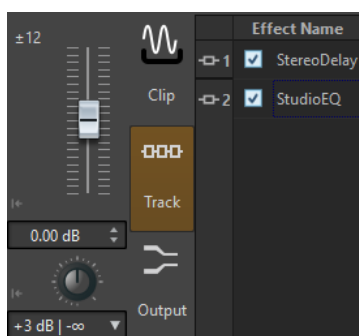 ±12
Clip
Track
Output
0.00 dB
+3 dB | -∞
Effect Name
1 StereoDelay
2 StudioEQ